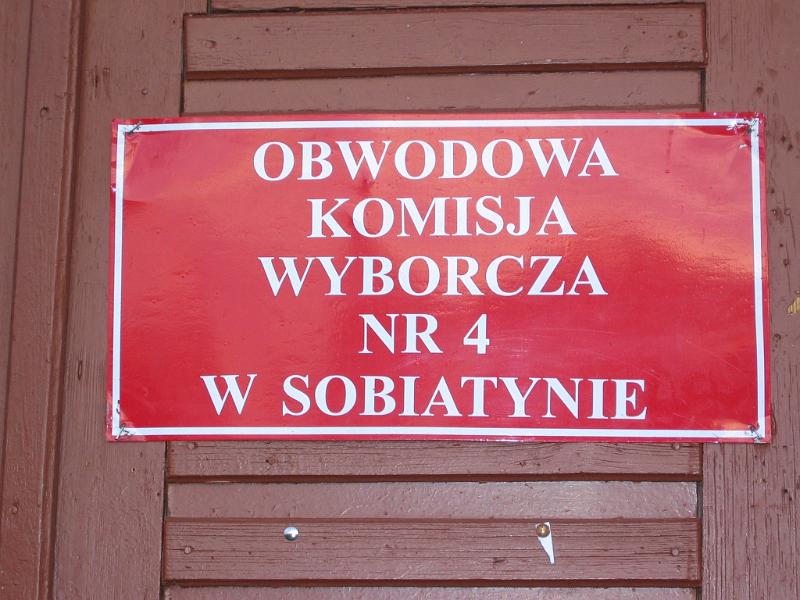 OBWODOWA
KOMISJA
WYBORCZA
NR 4
W SOBIATYNIE